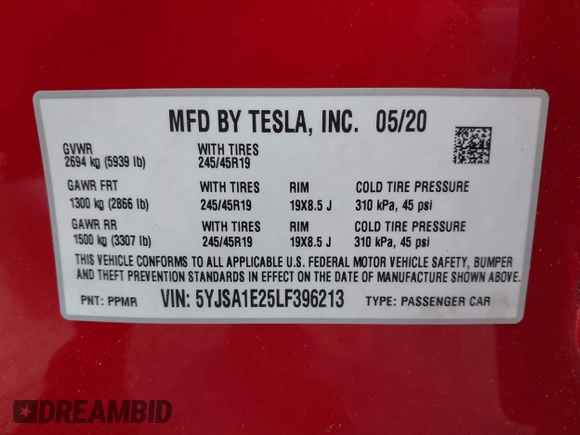 MFD BY TESLA, INC. 05/20
GVWR WITH TIRES
2694 kg (5939 lb) 245/45R19
GAWR FRT WITH TIRES RIM COLD TIRE PRESSURE
1300 kg (2866 lb) 245/45R19 19X8.5 J 310 kPa, 45 psi
GAWR RR WITH TIRES RIM COLD TIRE PRESSURE
1500 kg (3307 lb) 245/45R19 19X8.5 J 310 kPa, 45 psi
THIS VEHICLE CONFORMS TO ALL APPLICABLE U.S. FEDERAL MOTOR VEHICLE SAFETY, BUMPER
AND THEFT PREVENTION STANDARDS IN EFFECT ON THE DATE OF MANUFACTURE SHOWN ABOVE.
PNT: PPMR VIN: 5YJSA1E25LF396213 TYPE: PASSENGER CAR
DREAMBID